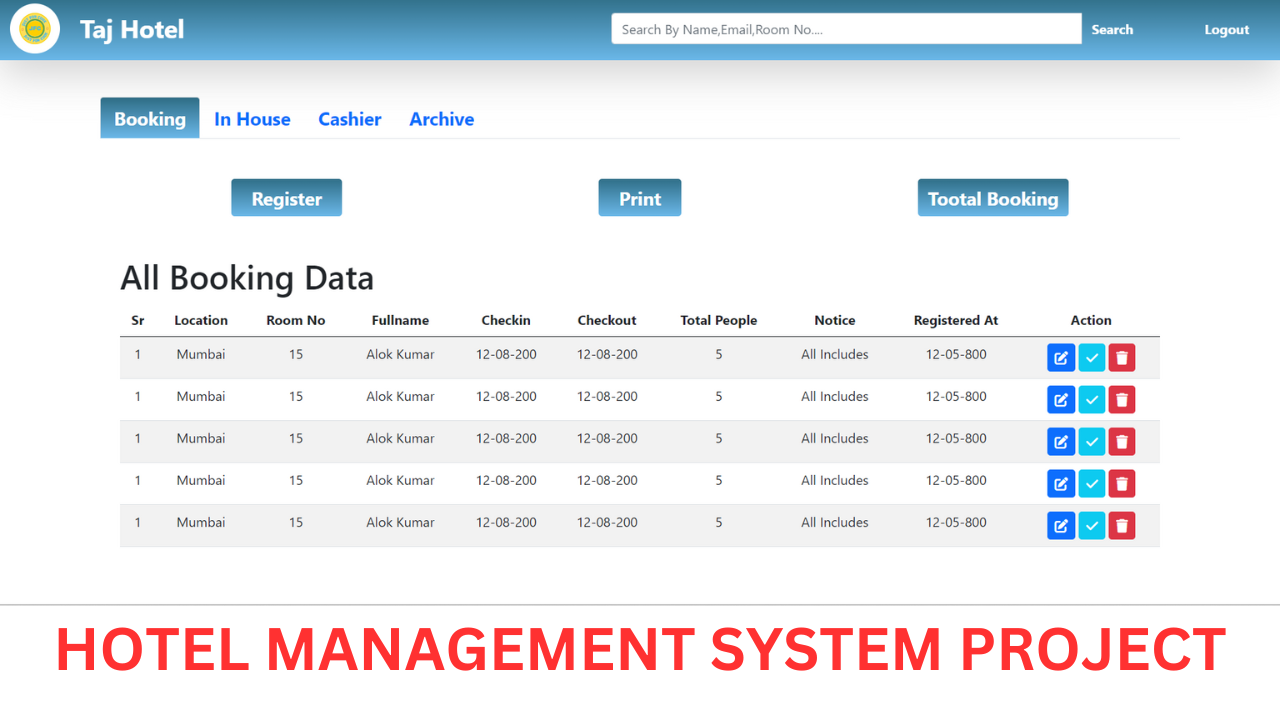 Taj Hotel Search By Name,Email,Room No.... Search Logout
Booking In House Cashier Archive
Register Print Tootal Booking
All Booking Data
Sr Location Room No Fullname Checkin Checkout Total People Notice Registered At Action
1 Mumbai 15 Alok Kumar 12-08-200 12-08-200 5 All Includes 12-05-800
1 Mumbai 15 Alok Kumar 12-08-200 12-08-200 5 All Includes 12-05-800
1 Mumbai 15 Alok Kumar 12-08-200 12-08-200 5 All Includes 12-05-800
1 Mumbai 15 Alok Kumar 12-08-200 12-08-200 5 All Includes 12-05-800
1 Mumbai 15 Alok Kumar 12-08-200 12-08-200 5 All Includes 12-05-800
HOTEL MANAGEMENT SYSTEM PROJECT